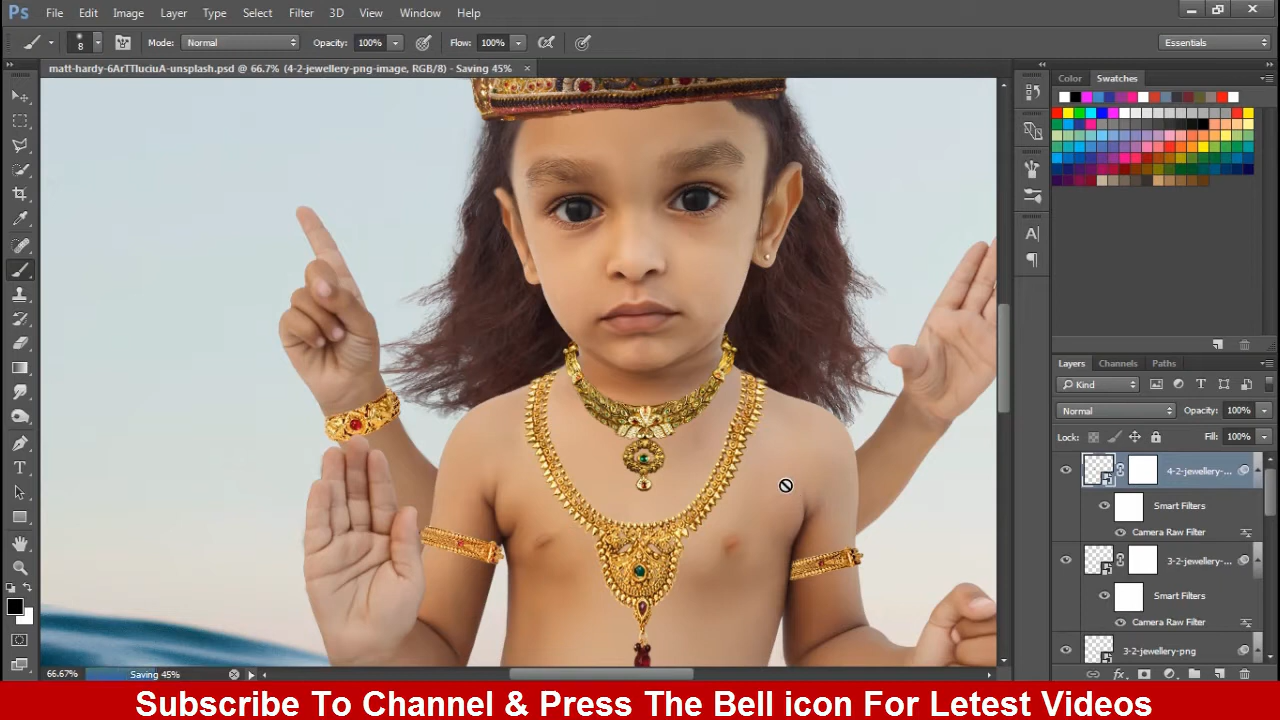 Ps File Edit Image Layer Type Select Filter 3D View Window Help
8 Mode: Normal Opacity: 100% Flow: 100% Essentials
matt-hardy-6ArTTluciuA-unsplash.psd @ 66.7% (4-2-jewellery-png-image, RGB/8) - Saving 45% ×
Color Swatches
Layers Channels Paths
Kind
Normal Opacity: 100%
Lock: Fill: 100%
4-2-jewellery-...
Smart Filters
Camera Raw Filter
3-2-jewellery-...
Smart Filters
Camera Raw Filter
3-2-jewellery-png
66.67% Saving 45%
Subscribe To Channel & Press The Bell icon For Letest Videos